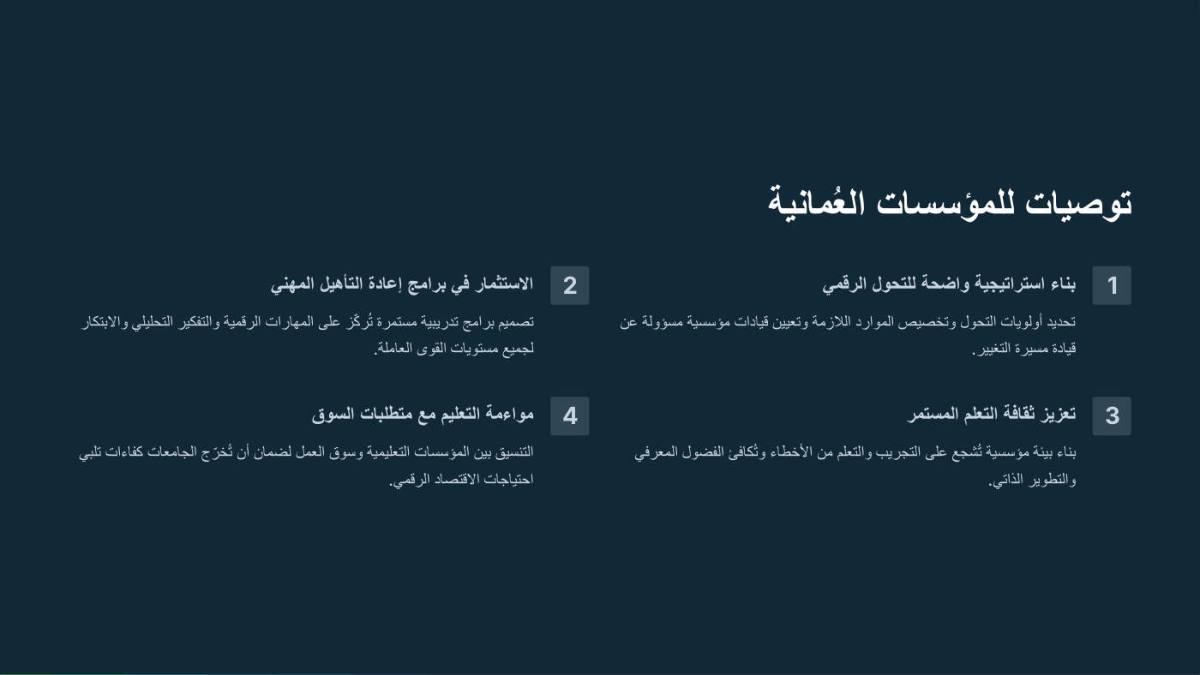 توصيات للمؤسسات العُمانية
1
بناء استراتيجية واضحة للتحول الرقمي
تحديد أولويات التحول وتخصيص الموارد اللازمة وتعيين قيادات مؤسسية مسؤولة عن
قيادة مسيرة التغيير.
2
الاستثمار في برامج إعادة التأهيل المهني
تصميم برامج تدريبية مستمرة تُركّز على المهارات الرقمية والتفكير التحليلي والابتكار
لجميع مستويات القوى العاملة.
3
تعزيز ثقافة التعلم المستمر
بناء بيئة مؤسسية تُشجع على التجريب والتعلم من الأخطاء وتُكافئ الفضول المعرفي
والتطوير الذاتي.
4
مواءمة التعليم مع متطلبات السوق
التنسيق بين المؤسسات التعليمية وسوق العمل لضمان أن تُخرّج الجامعات كفاءات تلبي
احتياجات الاقتصاد الرقمي.